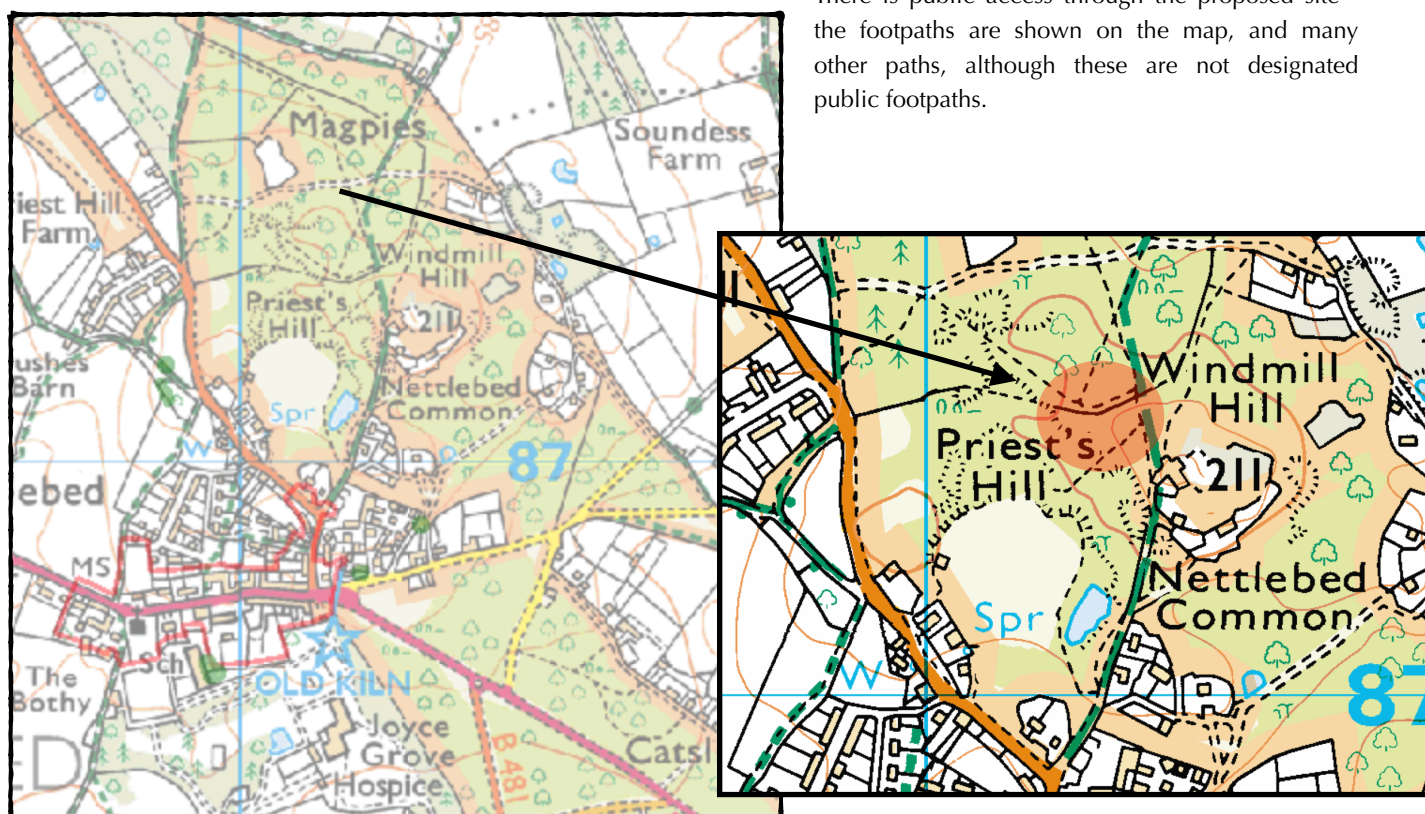 There is public access through the proposed site
the footpaths are shown on the map, and many
other paths, although these are not designated
public footpaths.
Magpies
Soundess
Farm
iest Hill
Farm
Windmill
Hill
Priest's
Hill
211
ushes
Barn
Nettlebed
Common
Spr
W
87
ebed
MS
Sch
The
Bothy
OLD KILN
Joyce
Grove
Hospice
B 481
Catsl
ED
Windmill
Hill
Priest's
Hill
211
Nettlebed
Common
Spr
W
87